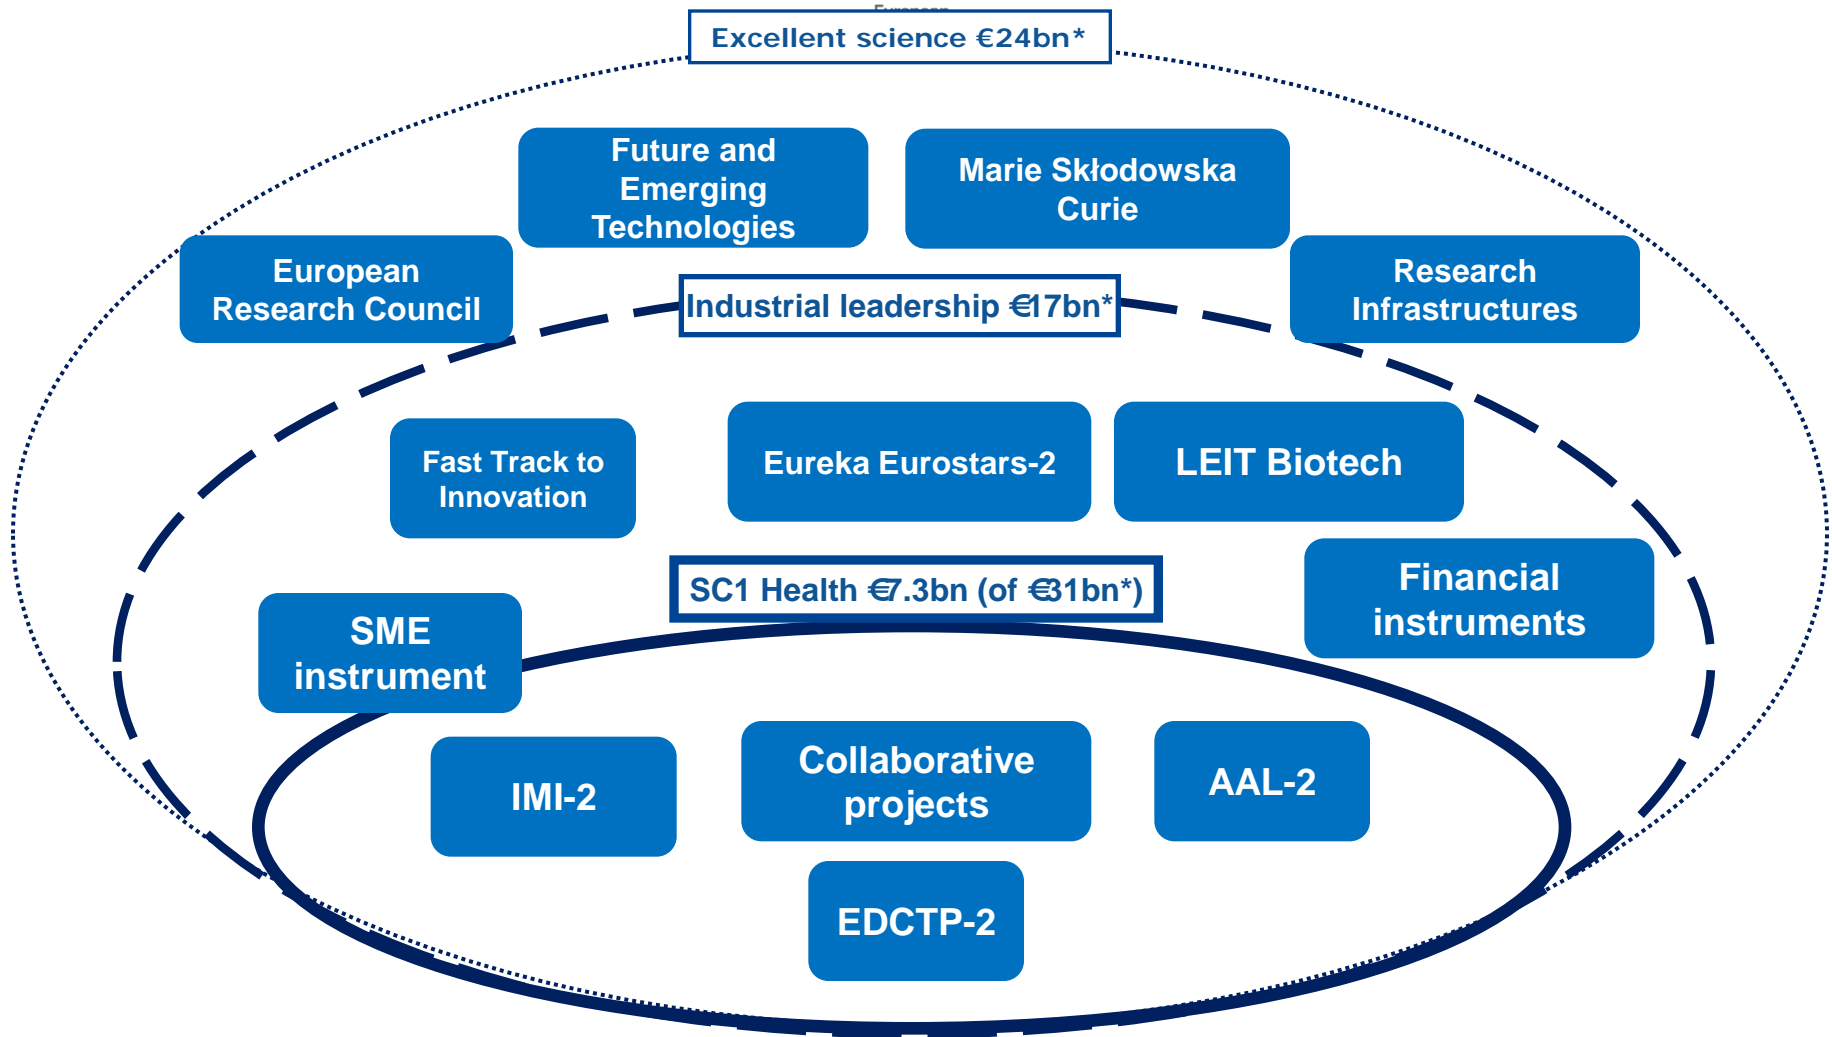 Excellent science €24bn*
Future and
Emerging
Technologies
Marie Skłodowska
Curie
European
Research Council
Research
Infrastructures
Industrial leadership €17bn*
Fast Track to
Innovation
Eureka Eurostars-2
LEIT Biotech
SC1 Health €7.3bn (of €31bn*)
Financial
instruments
SME
instrument
IMI-2
Collaborative
projects
AAL-2
EDCTP-2